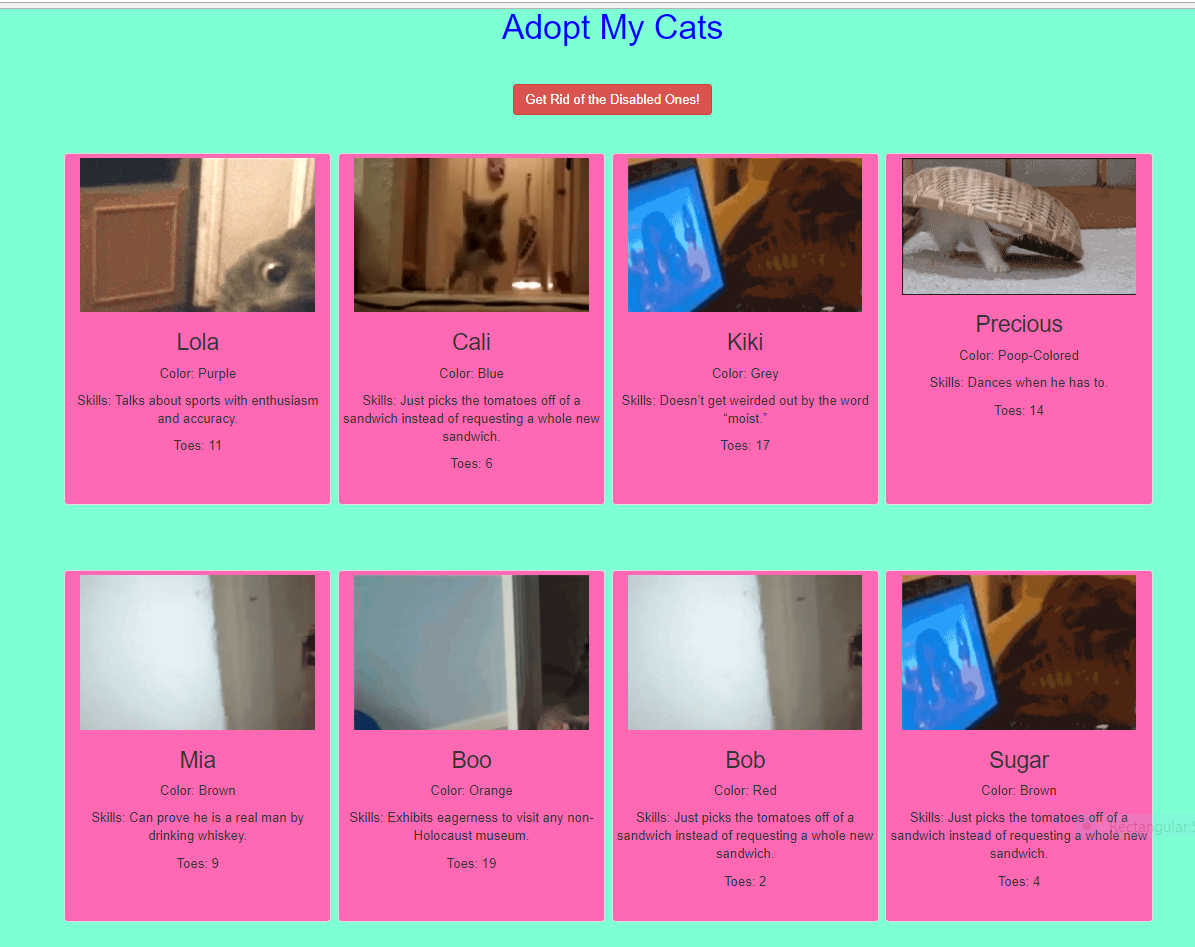 Adopt My Cats
Get Rid of the Disabled Ones!
Lola
Color: Purple
Skills: Talks about sports with enthusiasm
and accuracy.
Toes: 11
Cali
Color: Blue
Skills: Just picks the tomatoes off of a
sandwich instead of requesting a whole new
sandwich.
Toes: 6
Kiki
Color: Grey
Skills: Doesn’t get weirded out by the word
“moist.”
Toes: 17
Precious
Color: Poop-Colored
Skills: Dances when he has to.
Toes: 14
Mia
Color: Brown
Skills: Can prove he is a real man by
drinking whiskey.
Toes: 9
Boo
Color: Orange
Skills: Exhibits eagerness to visit any non-
Holocaust museum.
Toes: 19
Bob
Color: Red
Skills: Just picks the tomatoes off of a
sandwich instead of requesting a whole new
sandwich.
Toes: 2
Sugar
Color: Brown
Skills: Just picks the tomatoes off of a
sandwich instead of requesting a whole new
sandwich.
Toes: 4
Rectangular S